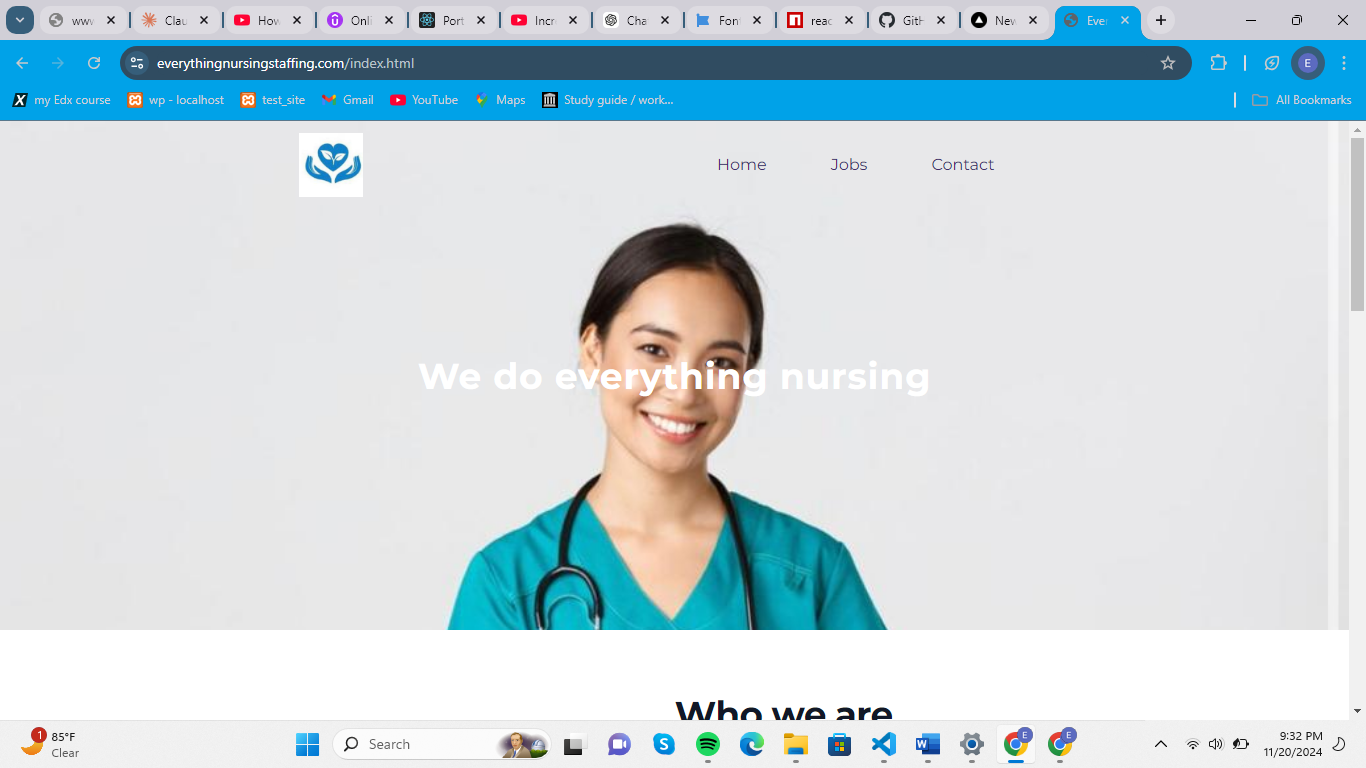 www
Clau
How
Onli
Port
Incre
Cha
Font
reac
GitH
New
Ever
everythingnursingstaffing.com/index.html
E
my Edx course
wp - localhost
test_site
Gmail
YouTube
Maps
Study guide / work...
All Bookmarks
Home
Jobs
Contact
We do everything nursing
Who we are
1
85°F
Clear
Search
E
E
9:32 PM
11/20/2024